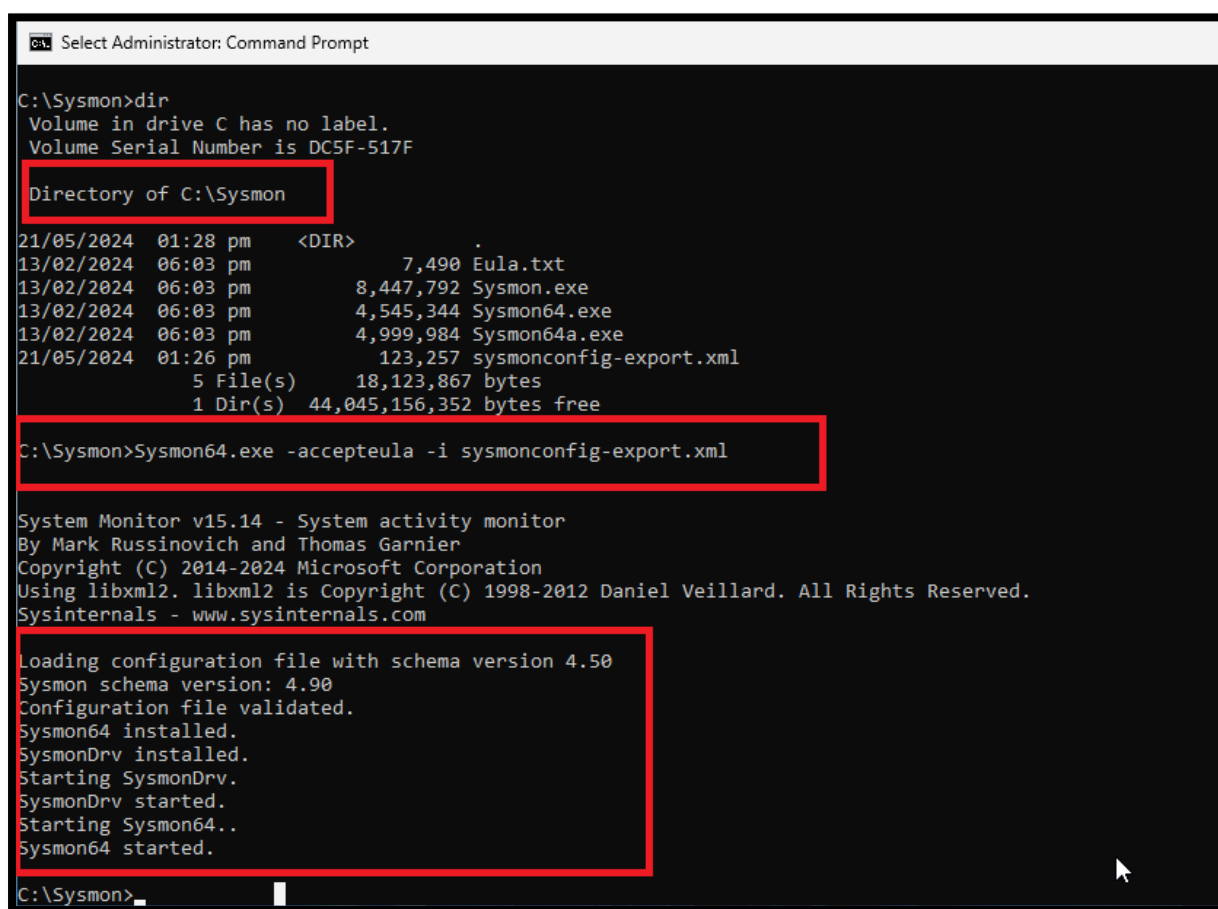 Select Administrator: Command Prompt
C:\Sysmon>dir
 Volume in drive C has no label.
 Volume Serial Number is DC5F-517F
 Directory of C:\Sysmon
21/05/2024  01:28 pm    <DIR>          .
13/02/2024  06:03 pm             7,490 Eula.txt
13/02/2024  06:03 pm         8,447,792 Sysmon.exe
13/02/2024  06:03 pm         4,545,344 Sysmon64.exe
13/02/2024  06:03 pm         4,999,984 Sysmon64a.exe
21/05/2024  01:26 pm           123,257 sysmonconfig-export.xml
               5 File(s)     18,123,867 bytes
               1 Dir(s)  44,045,156,352 bytes free
C:\Sysmon>Sysmon64.exe -accepteula -i sysmonconfig-export.xml
System Monitor v15.14 - System activity monitor
By Mark Russinovich and Thomas Garnier
Copyright (C) 2014-2024 Microsoft Corporation
Using libxml2. libxml2 is Copyright (C) 1998-2012 Daniel Veillard. All Rights Reserved.
Sysinternals - www.sysinternals.com
Loading configuration file with schema version 4.50
Sysmon schema version: 4.90
Configuration file validated.
Sysmon64 installed.
SysmonDrv installed.
Starting SysmonDrv.
SysmonDrv started.
Starting Sysmon64..
Sysmon64 started.
C:\Sysmon>